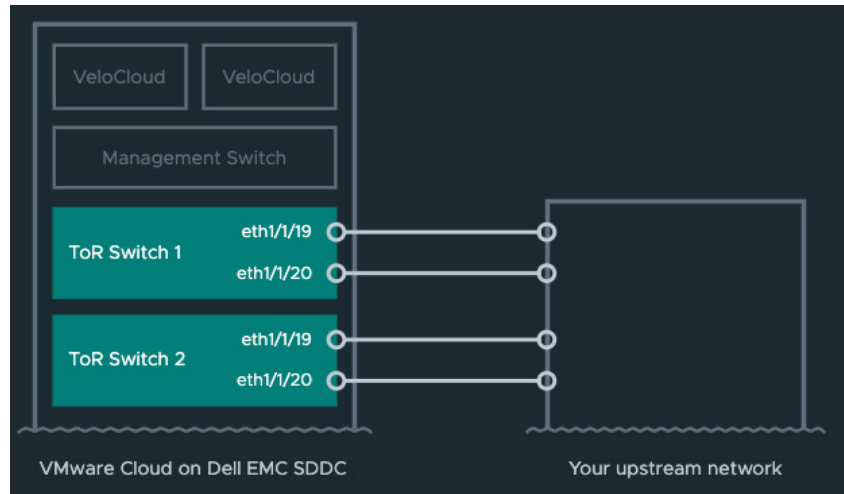 VeloCloud
VeloCloud
Management Switch
ToR Switch 1
eth1/1/19
eth1/1/20
ToR Switch 2
eth1/1/19
eth1/1/20
VMware Cloud on Dell EMC SDDC
Your upstream network